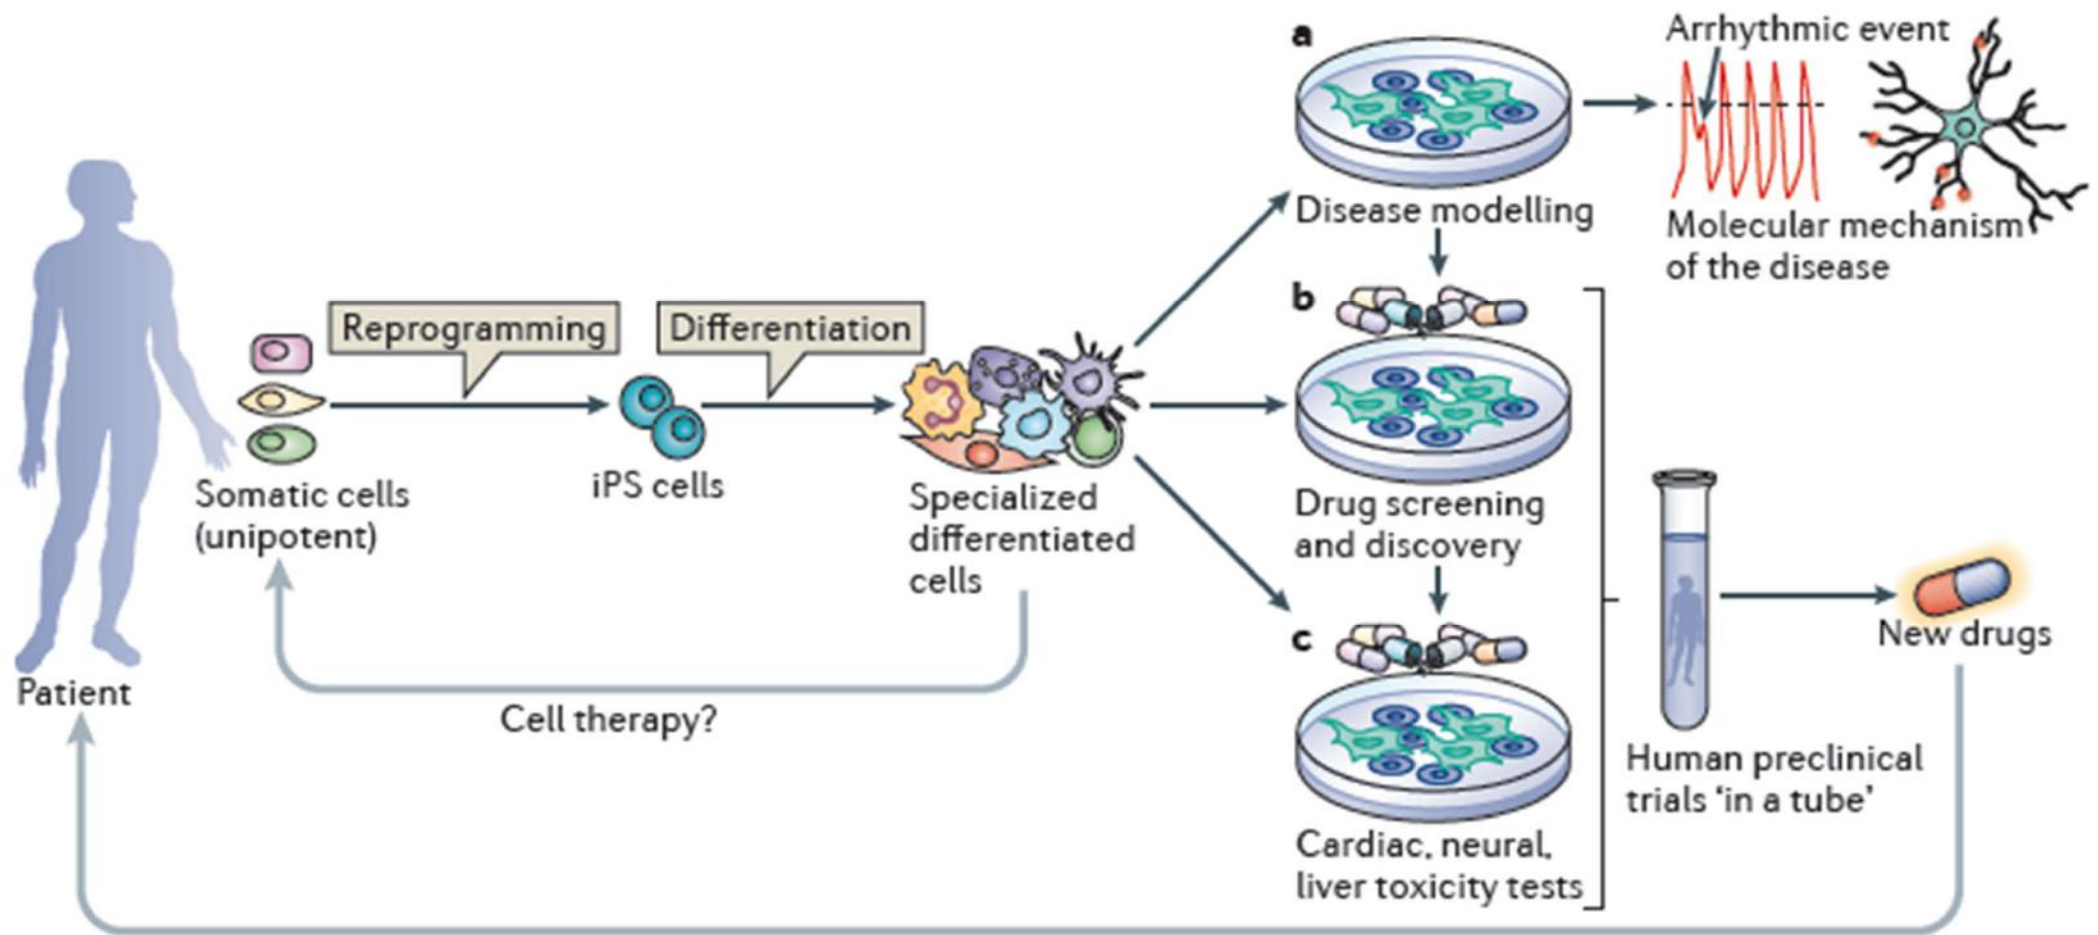 Patient
Somatic cells
(unipotent)
Reprogramming
iPS cells
Differentiation
Specialized
differentiated
cells
Cell therapy?
a
Disease modelling
Arrhythmic event
Molecular mechanism
of the disease
b
Drug screening
and discovery
c
Cardiac, neural,
liver toxicity tests
Human preclinical
trials ‘in a tube’
New drugs